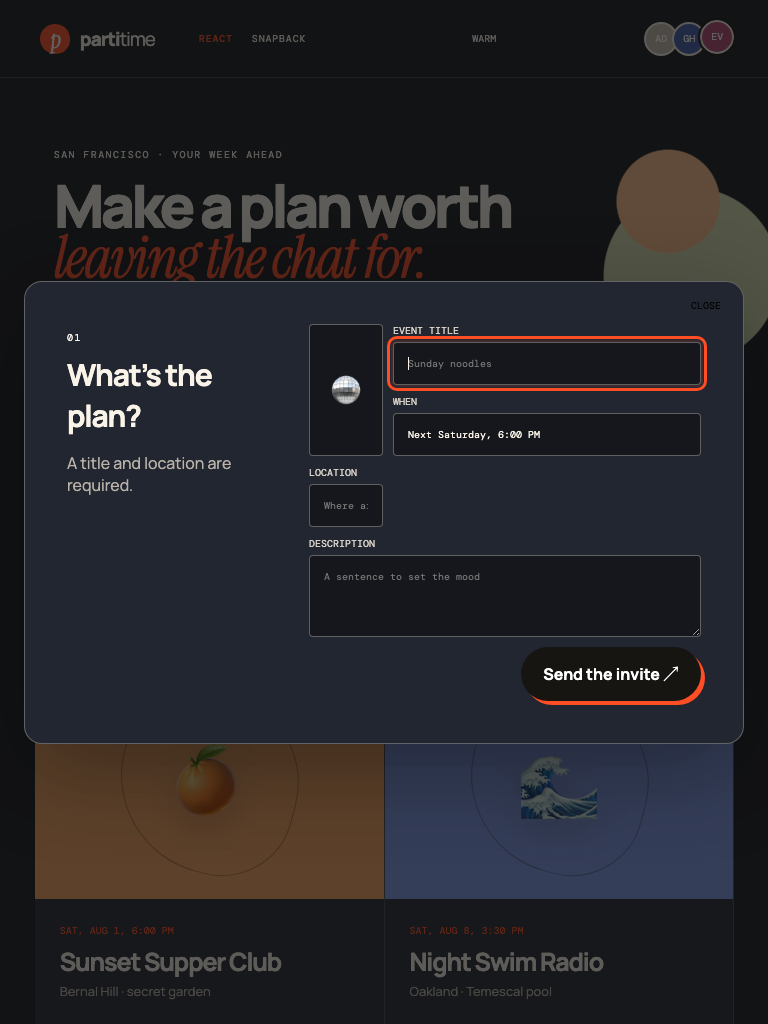 p partitime
REACT SNAPBACK WARM AO GH EV
SAN FRANCISCO · YOUR WEEK AHEAD
Make a plan worth
leaving the chat for.
CLOSE
01
What's the
plan?
A title and location are
required.
EVENT TITLE
Sunday noodles
WHEN
Next Saturday, 6:00 PM
LOCATION
Where a
DESCRIPTION
A sentence to set the mood
Send the invite ↗
SAT, AUG 1, 6:00 PM
Sunset Supper Club
Bernal Hill · secret garden
SAT, AUG 8, 3:30 PM
Night Swim Radio
Oakland · Temescal pool